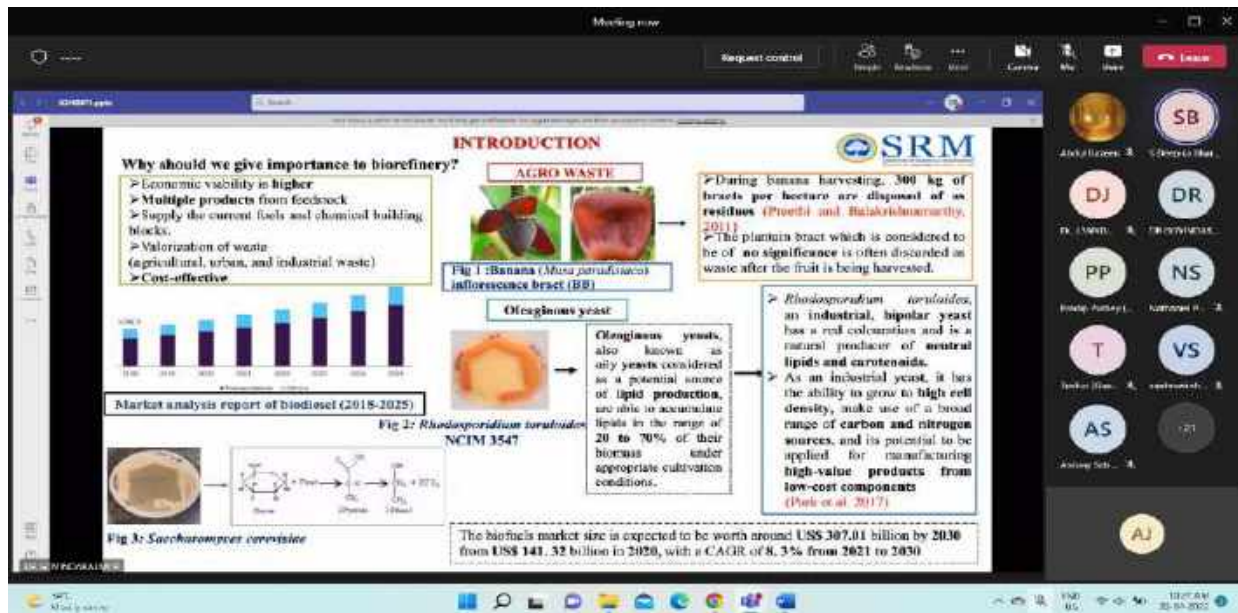 Meeting now
Request control
People
More
Camera
Mic
Share
Leave
Search
INTRODUCTION
SRM
Why should we give importance to biorefinery?
➢Economic viability is higher
➢Multiple products from feedstock
➢Supply the current fuels and chemical building
blocks.
➢Valorization of waste
(agricultural, urban, and industrial waste)
➢Cost-effective
AGRO WASTE
Fig 1 :Banana (Musa paradisiaca)
inflorescence bract (BB)
➢During banana harvesting, 300 kg of
bracts per hectare are disposed of as
residues (Preethi and Balakrishnamurthy,
2011)
➢The plantain bract which is considered to
be of no significance is often discarded as
waste after the fruit is being harvested.
Market analysis report of biodiesel (2018-2025)
Oleaginous yeast
Fig 2: Rhodosporidium toruloides
NCIM 3547
Oleaginous yeasts,
also known as
oily yeasts considered
as a potential source
of lipid production,
are able to accumulate
lipids in the range of
20 to 70% of their
biomass under
appropriate cultivation
conditions.
➢ Rhodosporidium toruloides,
an industrial, bipolar yeast
has a red colouration and is a
natural producer of neutral
lipids and carotenoids.
➢ As an industrial yeast, it has
the ability to grow to high cell
density, make use of a broad
range of carbon and nitrogen
sources, and its potential to be
applied for manufacturing
high-value products from
low-cost components
(Park et al. 2017)
Fig 3: Saccharomyces cerevisiae
The biofuels market size is expected to be worth around US$ 307.01 billion by 2030
from US$ 141. 32 billion in 2020, with a CAGR of 8. 3% from 2021 to 2030
SB
DJ
DR
PP
NS
T
VS
AS
+21
AJ